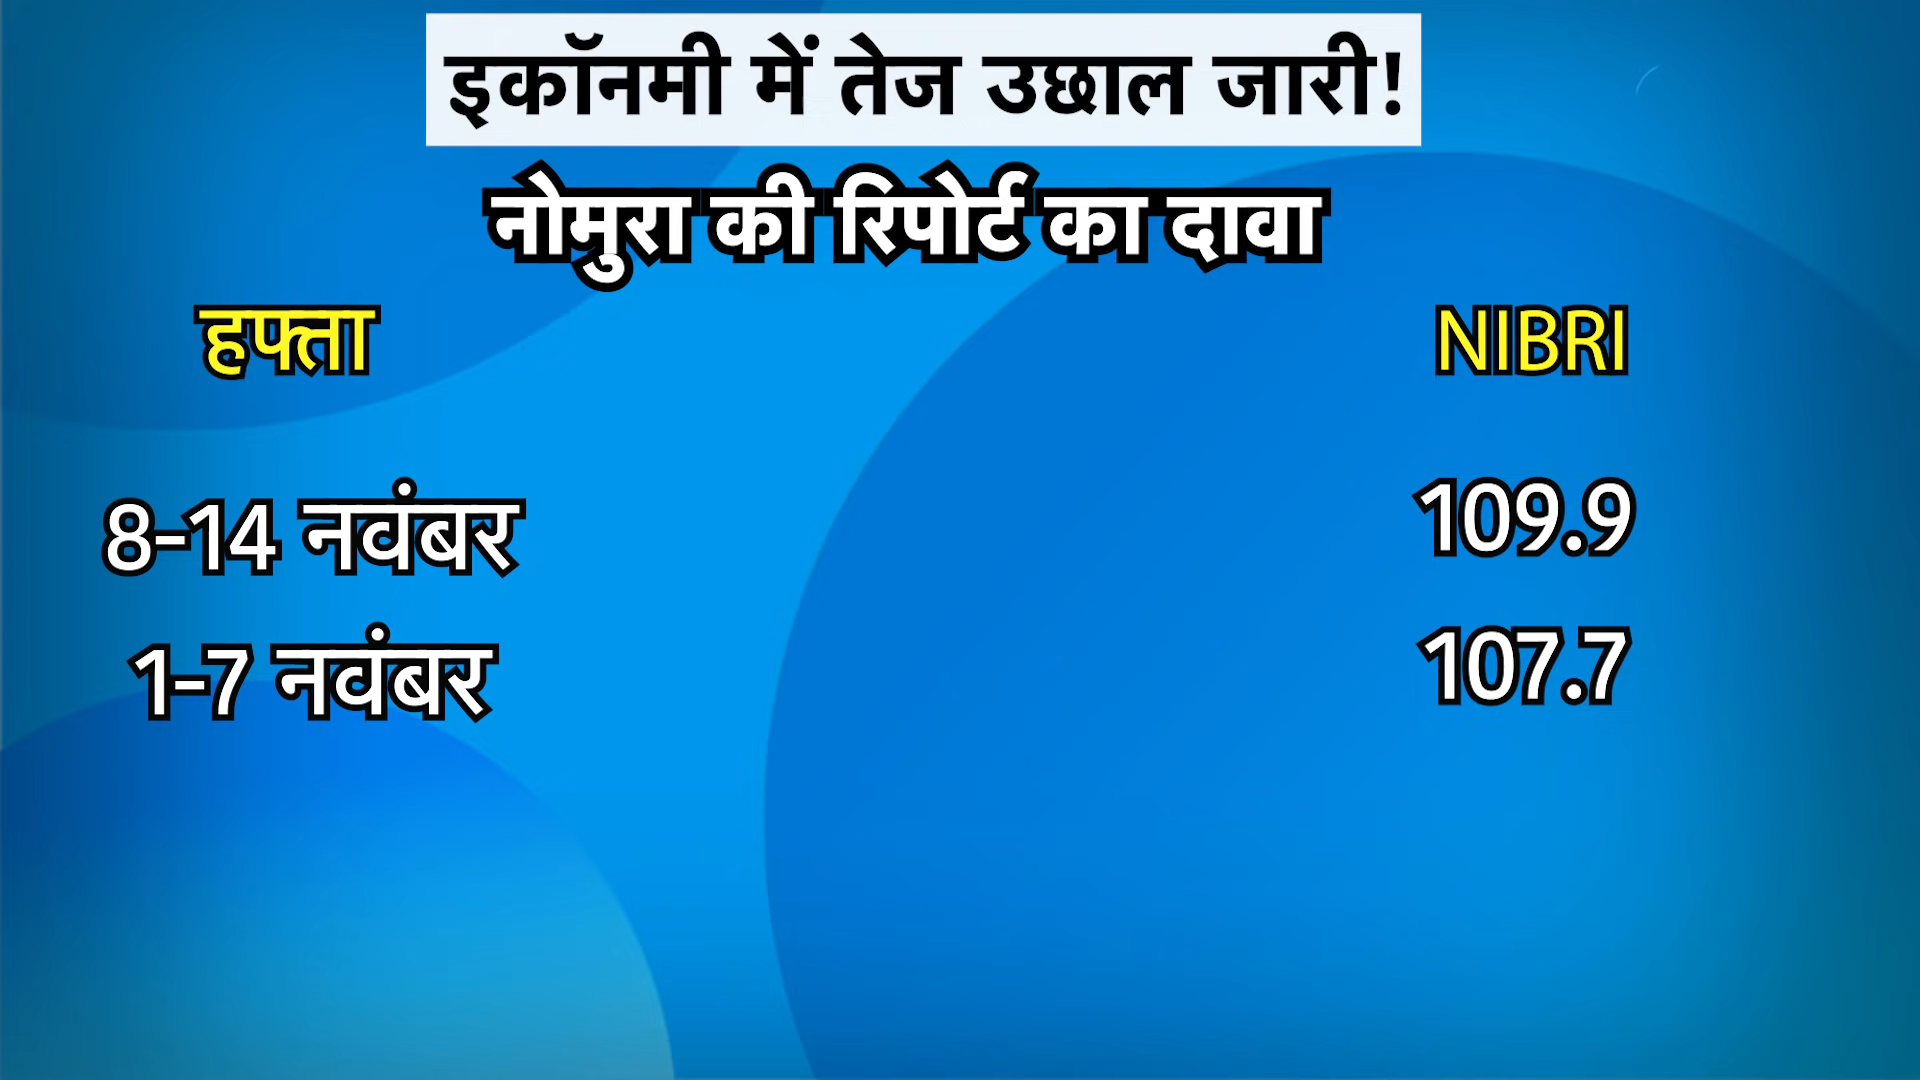 इकॉनमी में तेज उछाल जारी!
नोमुरा की रिपोर्ट का दावा
हफ्ता NIBRI
8-14 नवंबर 109.9
1-7 नवंबर 107.7